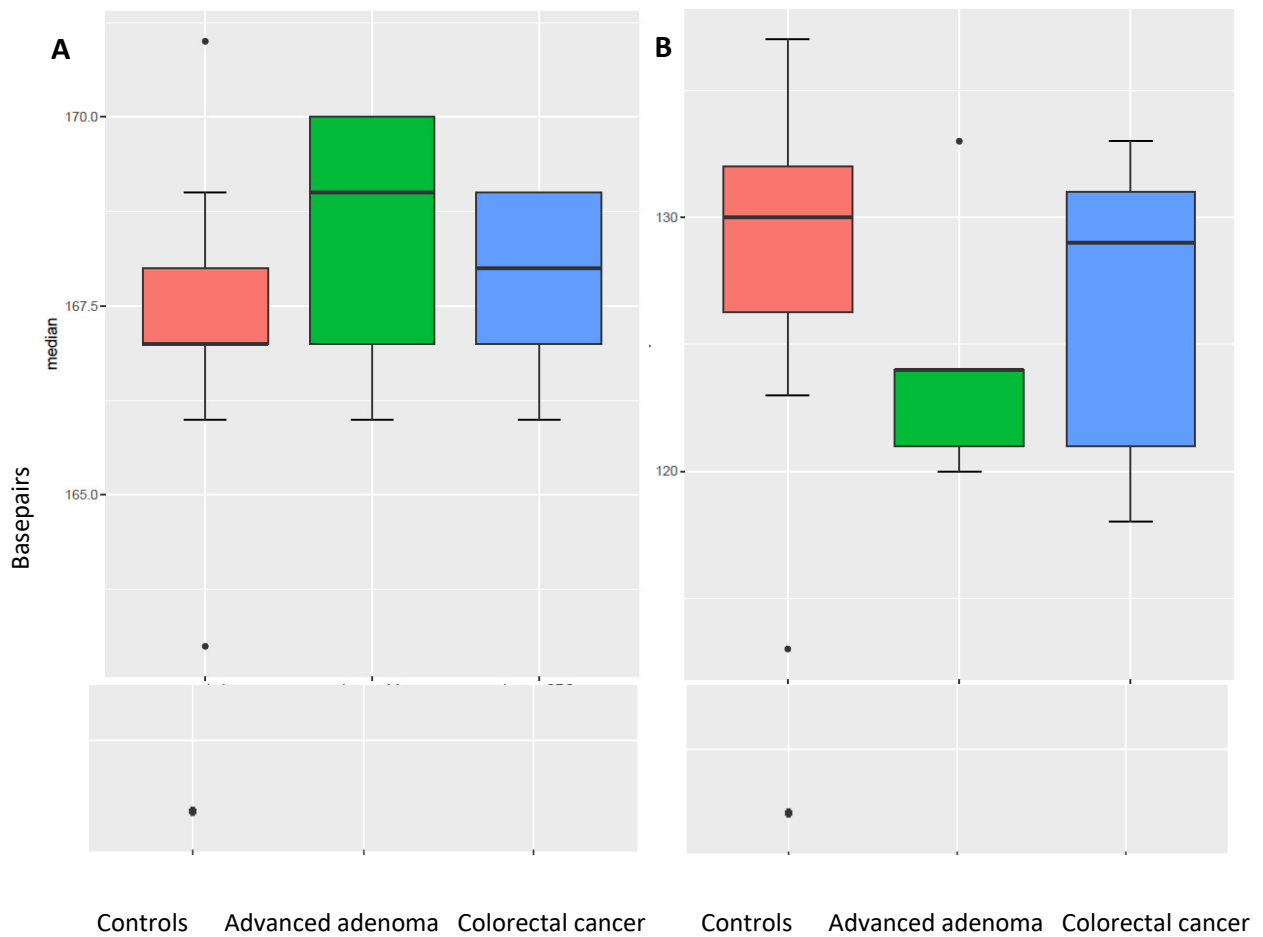 A
B
170.0
167.5
165.0
median
Basepairs
130
120
Controls Advanced adenoma Colorectal cancer
Controls Advanced adenoma Colorectal cancer